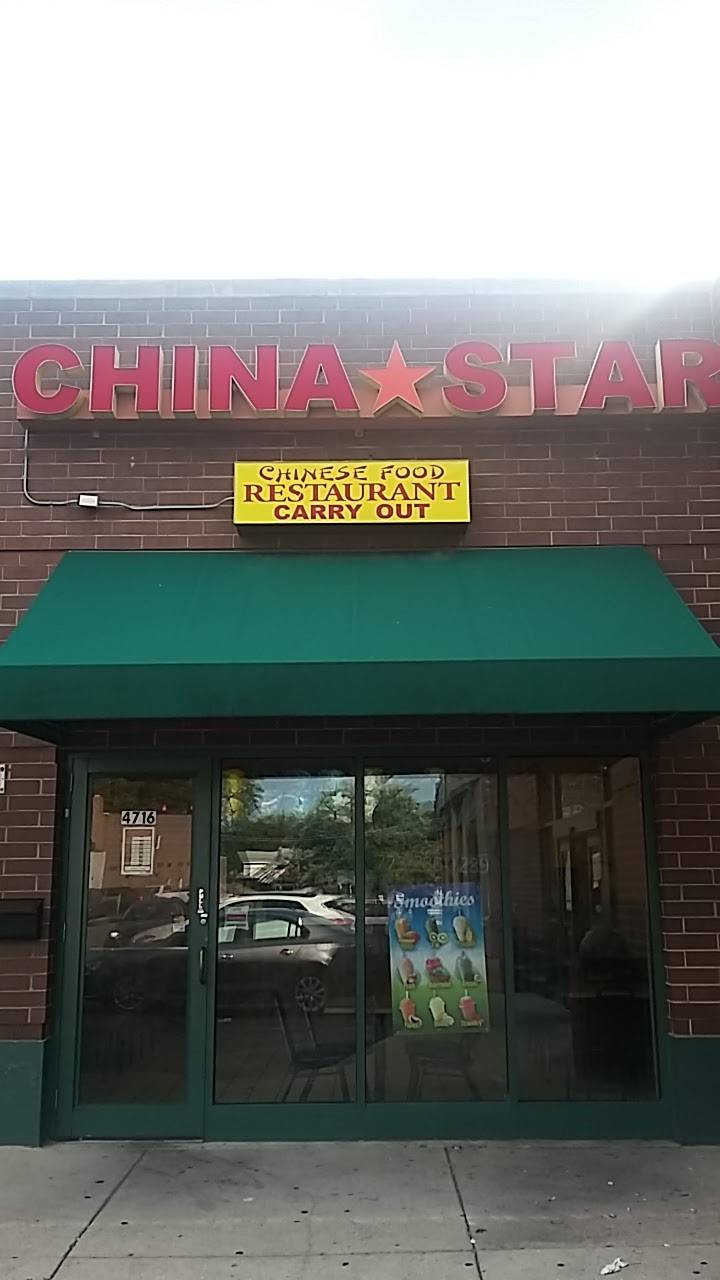 CHINA STAR
CHINESE FOOD
RESTAURANT
CARRY OUT
4716
Smoothies